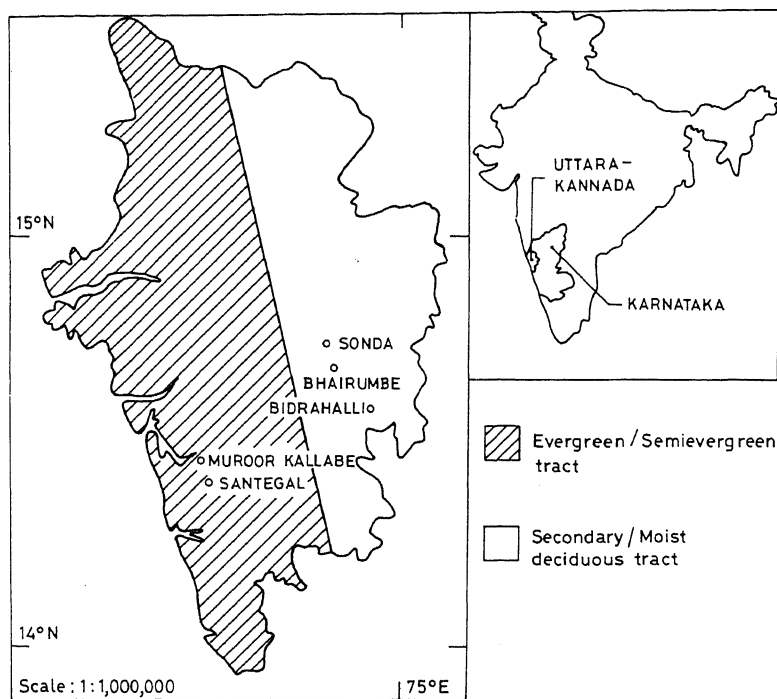 15°N
SONDA
BHAIRUMBE
BIDRAHALLI
MUROOR KALLABE
SANTEGAL
14°N
Scale : 1:1,000,000
75°E
UTTARA-
KANNADA
KARNATAKA
Evergreen / Semievergreen
tract
Secondary / Moist
deciduous tract